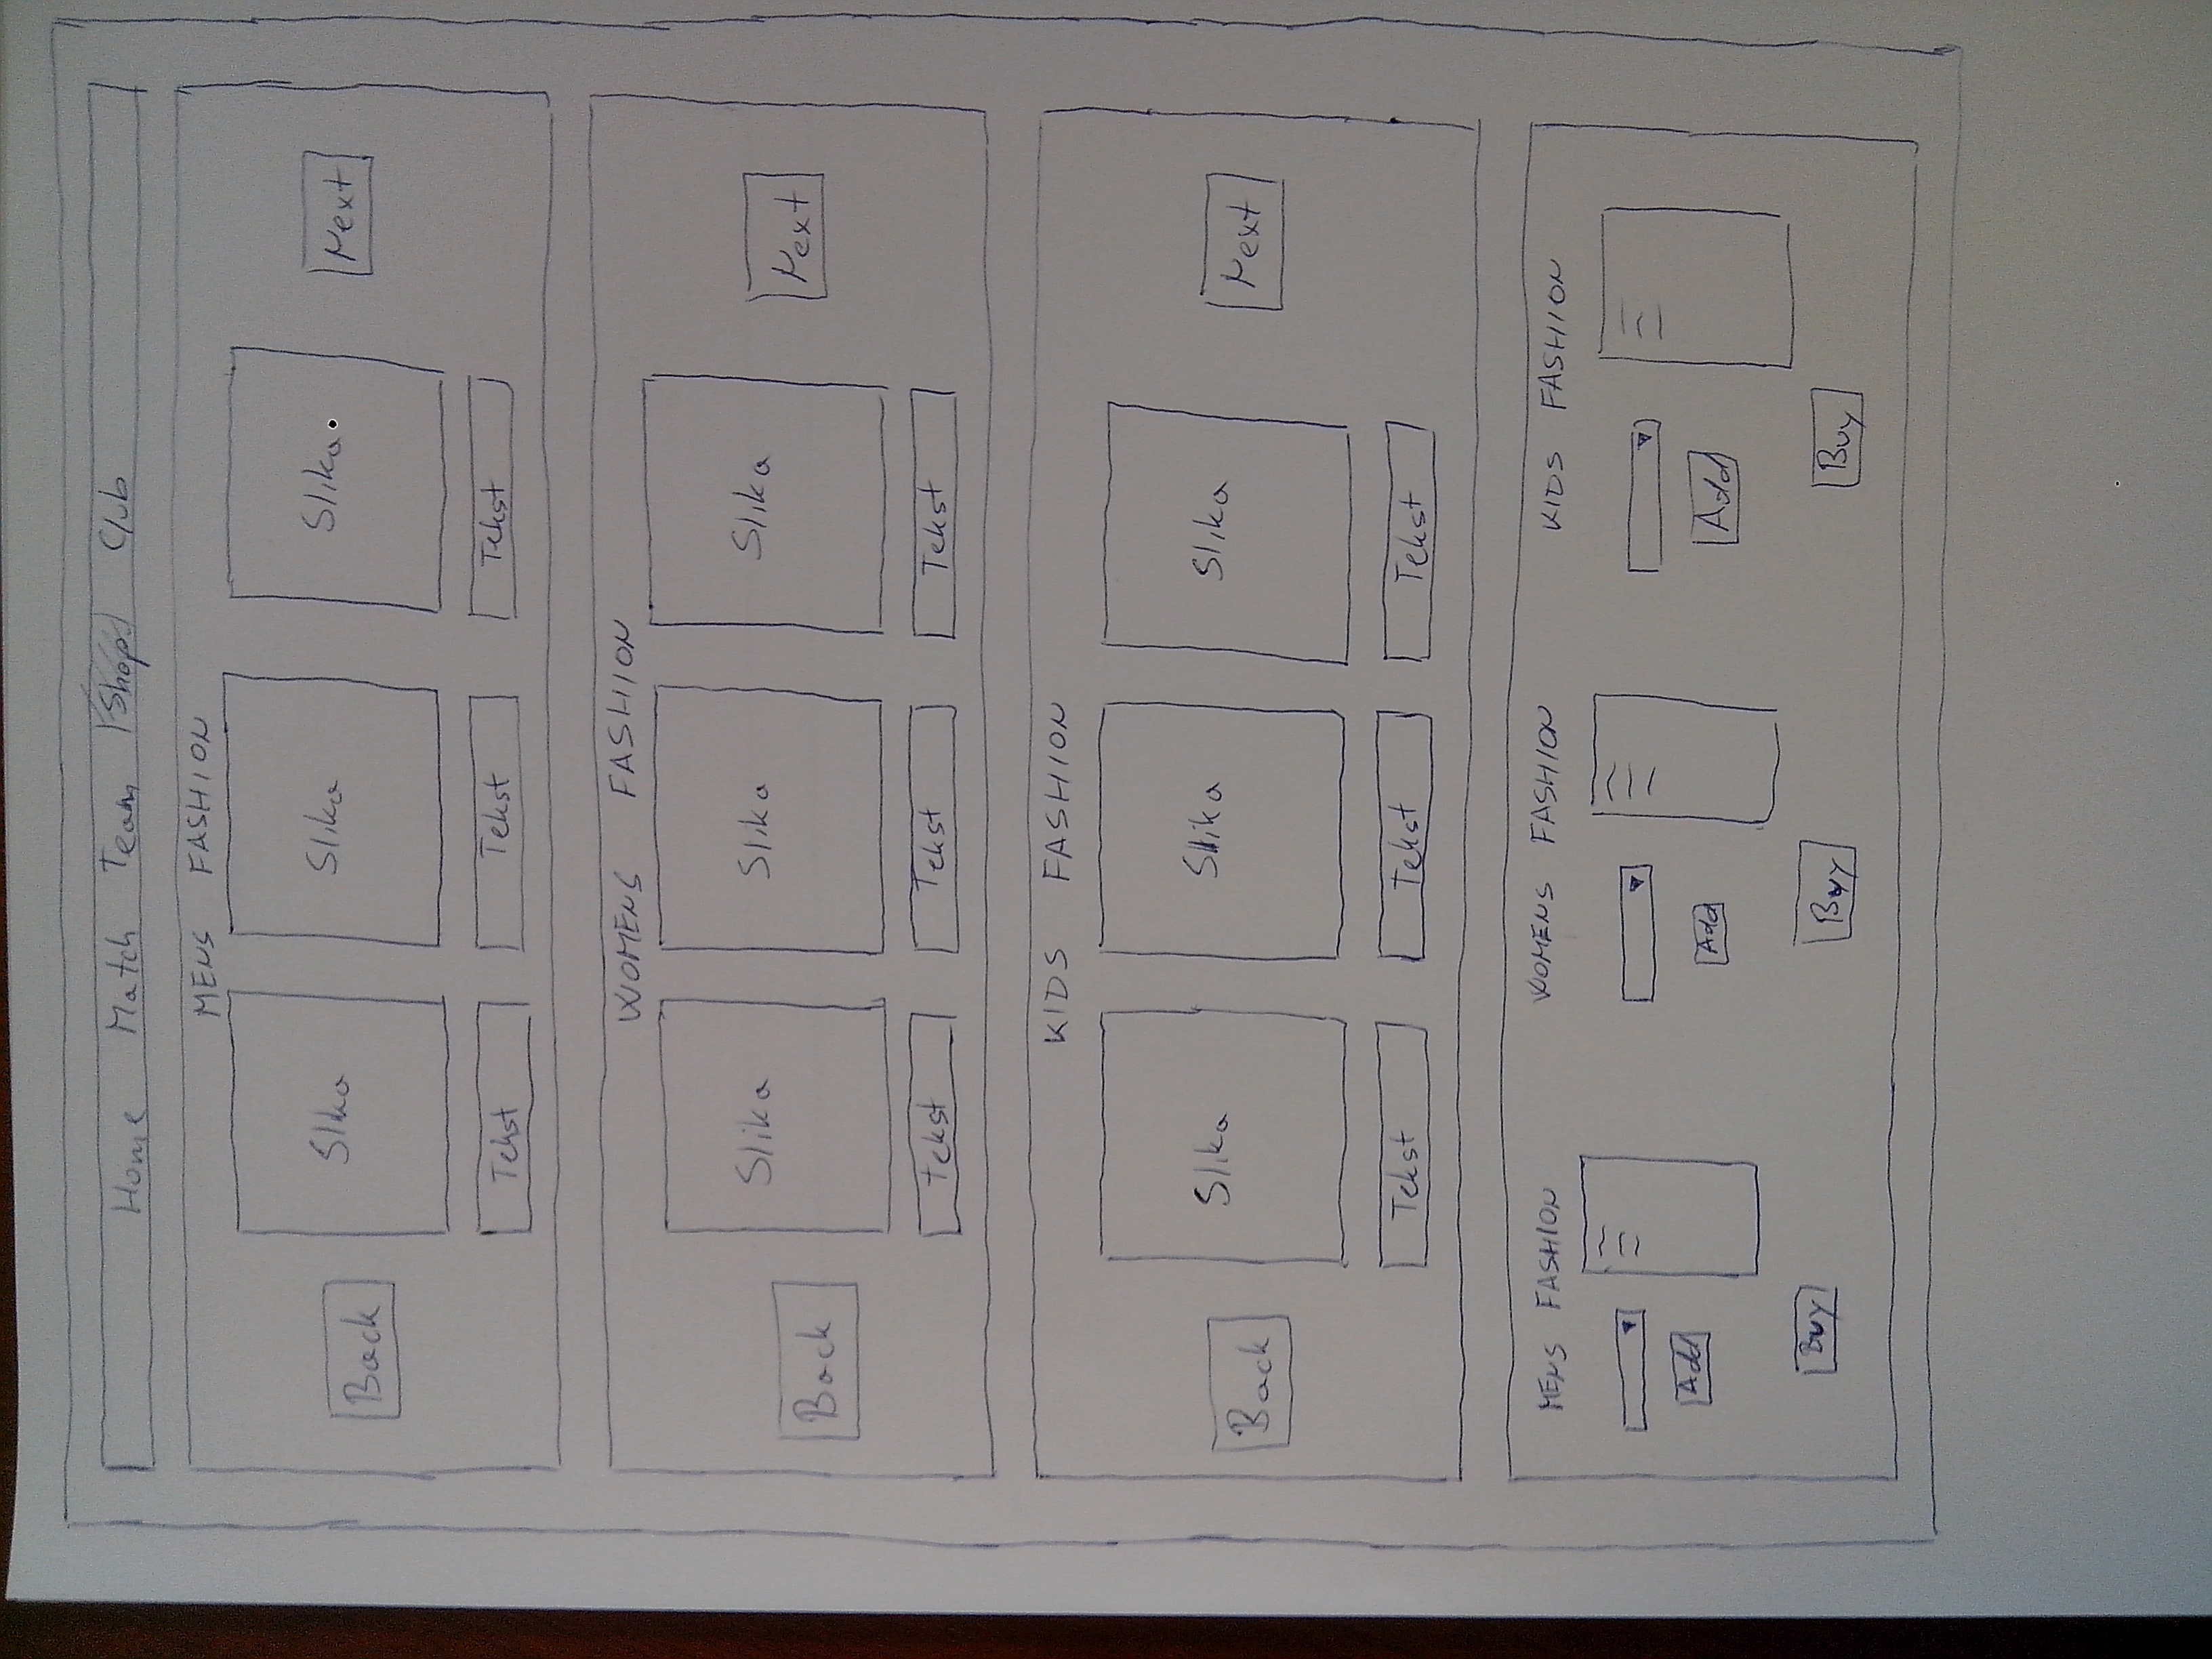 Home Match Team Shop Club
MENS FASHION
Slika Slika Slika
Back Next
Tekst Tekst Tekst
WOMENS FASHION
Slika Slika Slika
Back Next
Tekst Tekst Tekst
KIDS FASHION
Slika Slika Slika
Back Next
Tekst Tekst Tekst
MENS FASHION WOMENS FASHION KIDS FASHION
Add Add Add
Buy Buy Buy